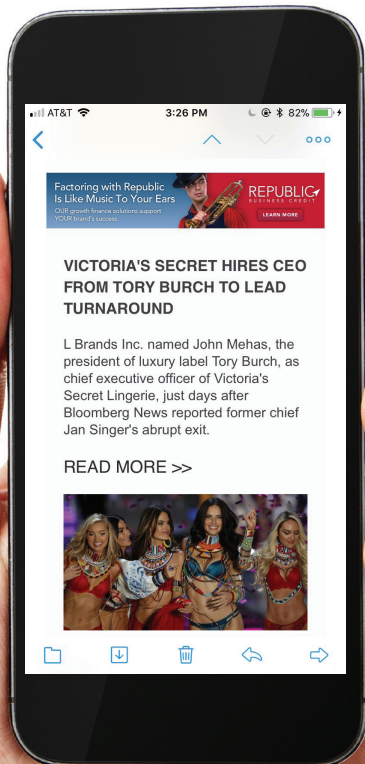 AT&T 3:26 PM 82%
Factoring with Republic
Is Like Music To Your Ears
OUR growth finance solutions support
YOUR brand's success.
REPUBLIC
BUSINESS CREDIT
LEARN MORE
VICTORIA'S SECRET HIRES CEO
FROM TORY BURCH TO LEAD
TURNAROUND
L Brands Inc. named John Mehas, the
president of luxury label Tory Burch, as
chief executive officer of Victoria's
Secret Lingerie, just days after
Bloomberg News reported former chief
Jan Singer's abrupt exit.
READ MORE >>